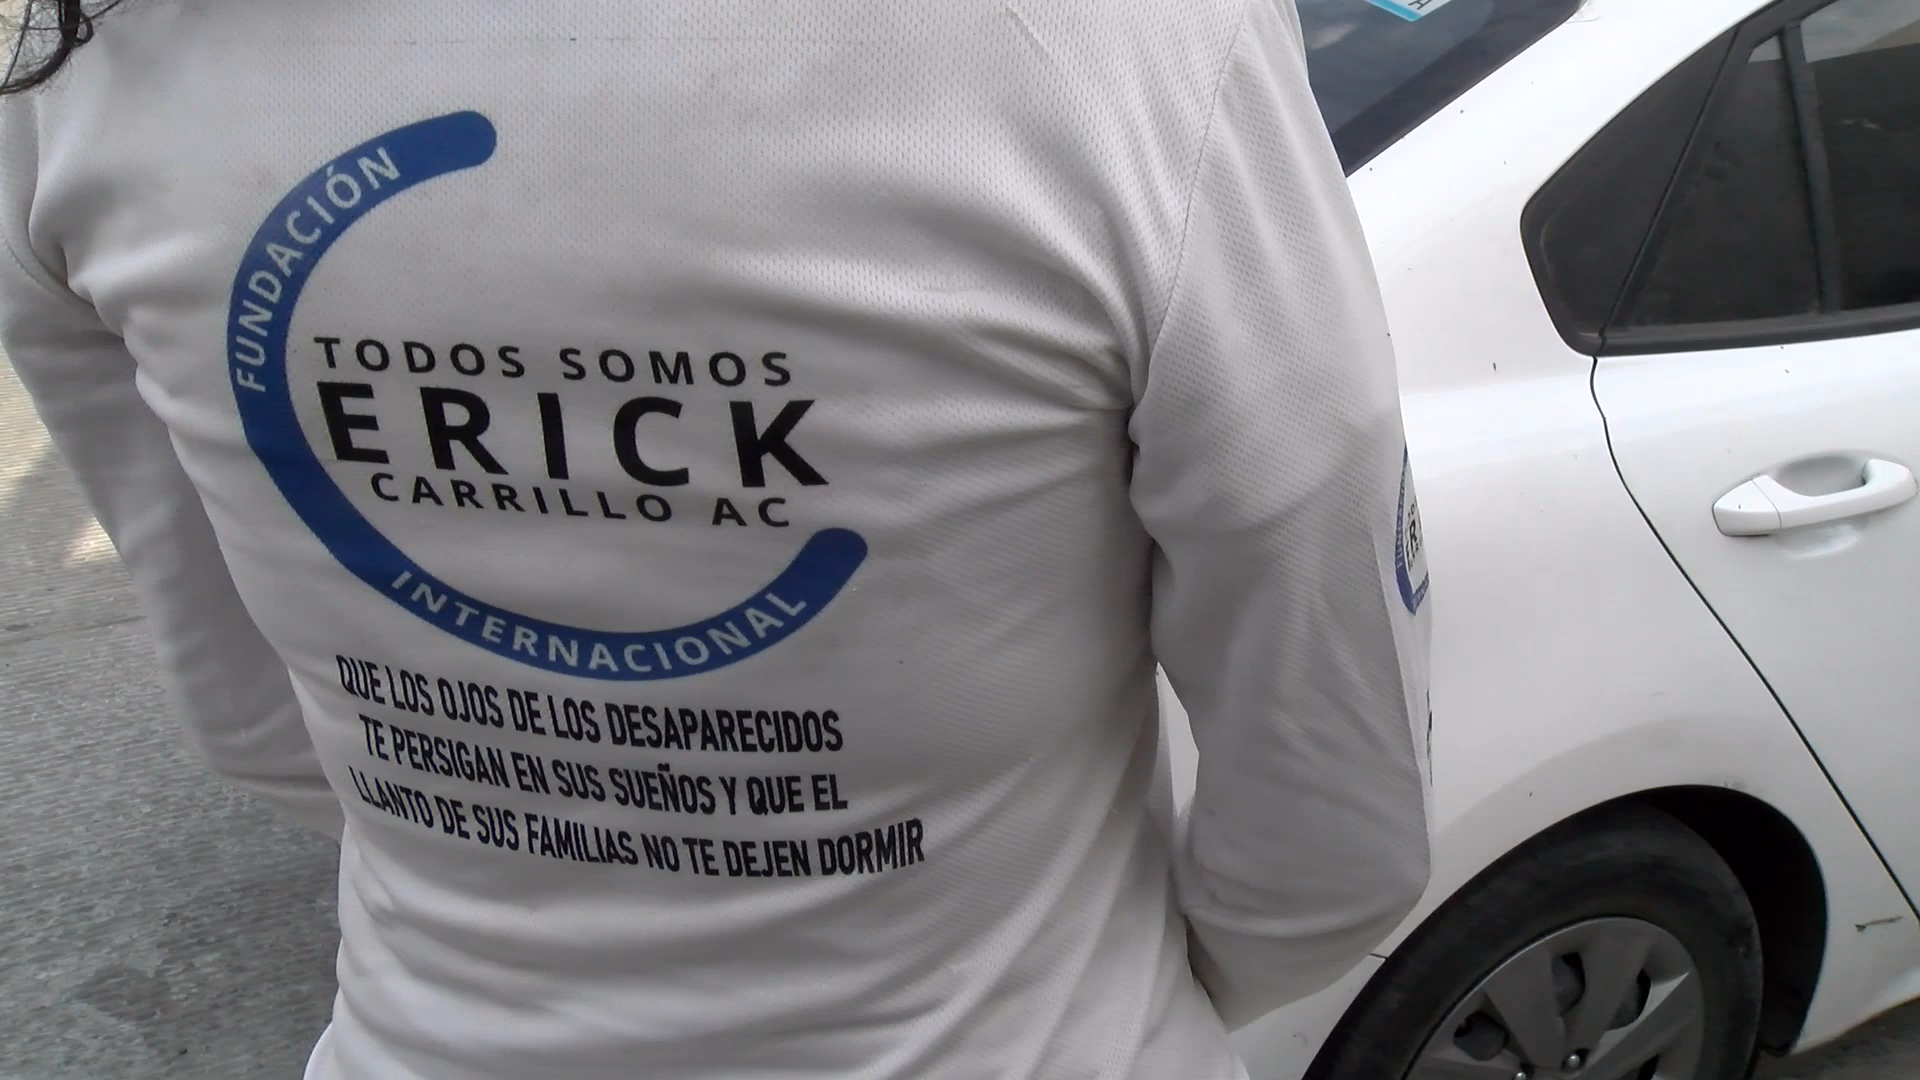 FUNDACIÓN
TODOS SOMOS
ERICK
CARRILLO AC
INTERNACIONAL
QUE LOS OJOS DE LOS DESAPARECIDOS
TE PERSIGAN EN SUS SUEÑOS Y QUE EL
LLANTO DE SUS FAMILIAS NO TE DEJEN DORMIR